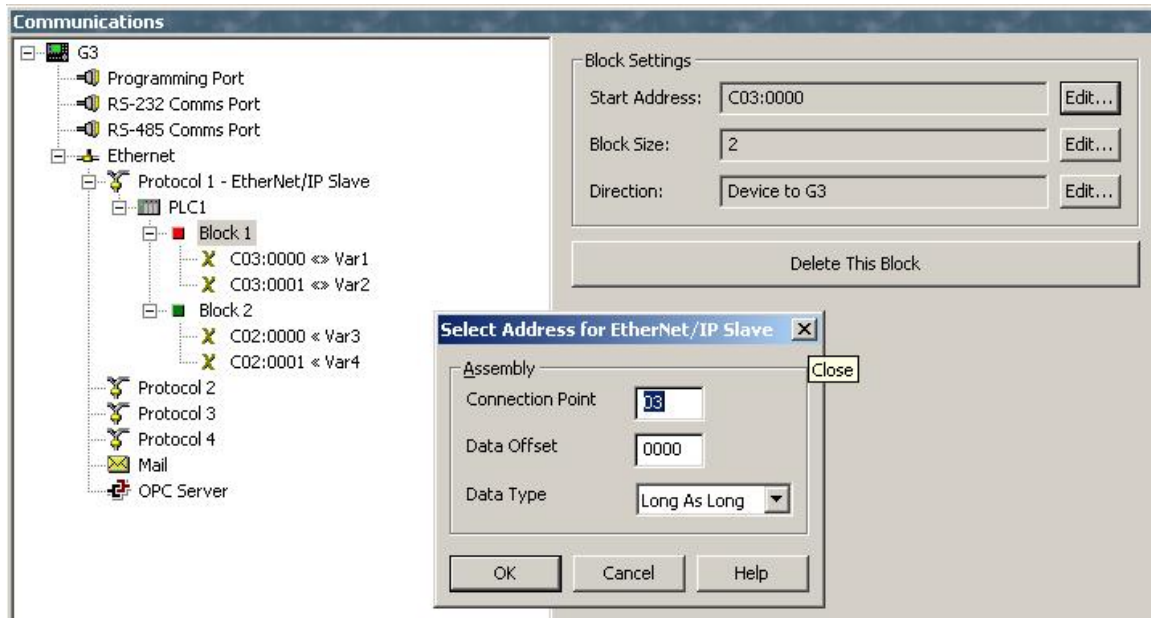 Communications
G3
Programming Port
RS-232 Comms Port
RS-485 Comms Port
Ethernet
Protocol 1 - EtherNet/IP Slave
PLC1
Block 1
C03:0000 «» Var1
C03:0001 «» Var2
Block 2
C02:0000 « Var3
C02:0001 « Var4
Protocol 2
Protocol 3
Protocol 4
Mail
OPC Server
Block Settings
Start Address: C03:0000 Edit...
Block Size: 2 Edit...
Direction: Device to G3 Edit...
Delete This Block
Select Address for EtherNet/IP Slave
Close
Assembly
Connection Point 03
Data Offset 0000
Data Type Long As Long
OK Cancel Help